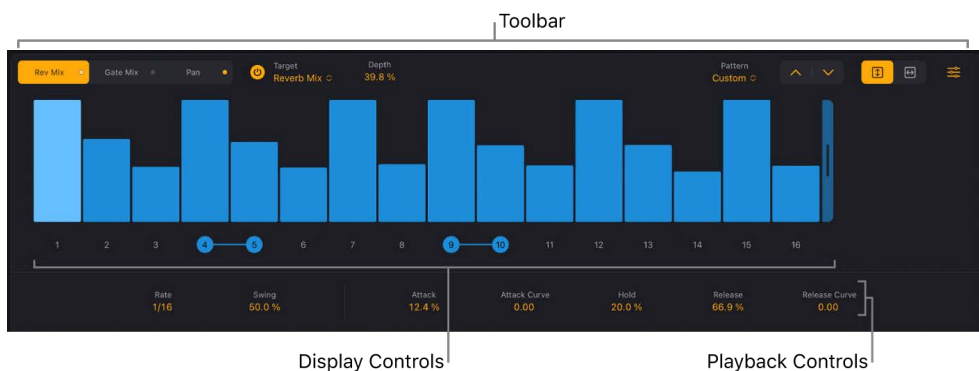 Toolbar
Rev Mix Gate Mix Pan Target Depth Pattern
Reverb Mix 39.8 % Custom
1 2 3 4 5 6 7 8 9 10 11 12 13 14 15 16
Rate Swing Attack Attack Curve Hold Release Release Curve
1/16 50.0 % 12.4 % 0.00 20.0 % 66.9 % 0.00
Display Controls Playback Controls